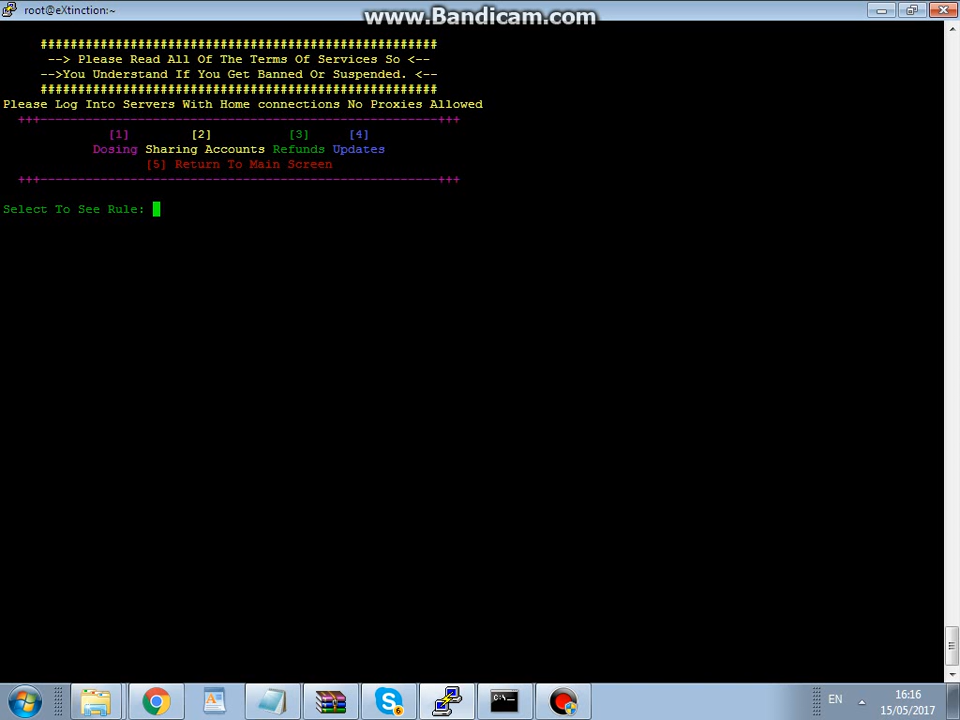 root@eXtinction:~
www.Bandicam.com
##################################################### 
--> Please Read All Of The Terms Of Services So <--
-->You Understand If You Get Banned Or Suspended. <--
#####################################################
Please Log Into Servers With Home connections No Proxies Allowed
+++-----------------------------------------------------+++
[1] [2] [3] [4]
Dosing Sharing Accounts Refunds Updates
[5] Return To Main Screen
+++-----------------------------------------------------+++
Select To See Rule:
C:\
6
EN
16:16
15/05/2017